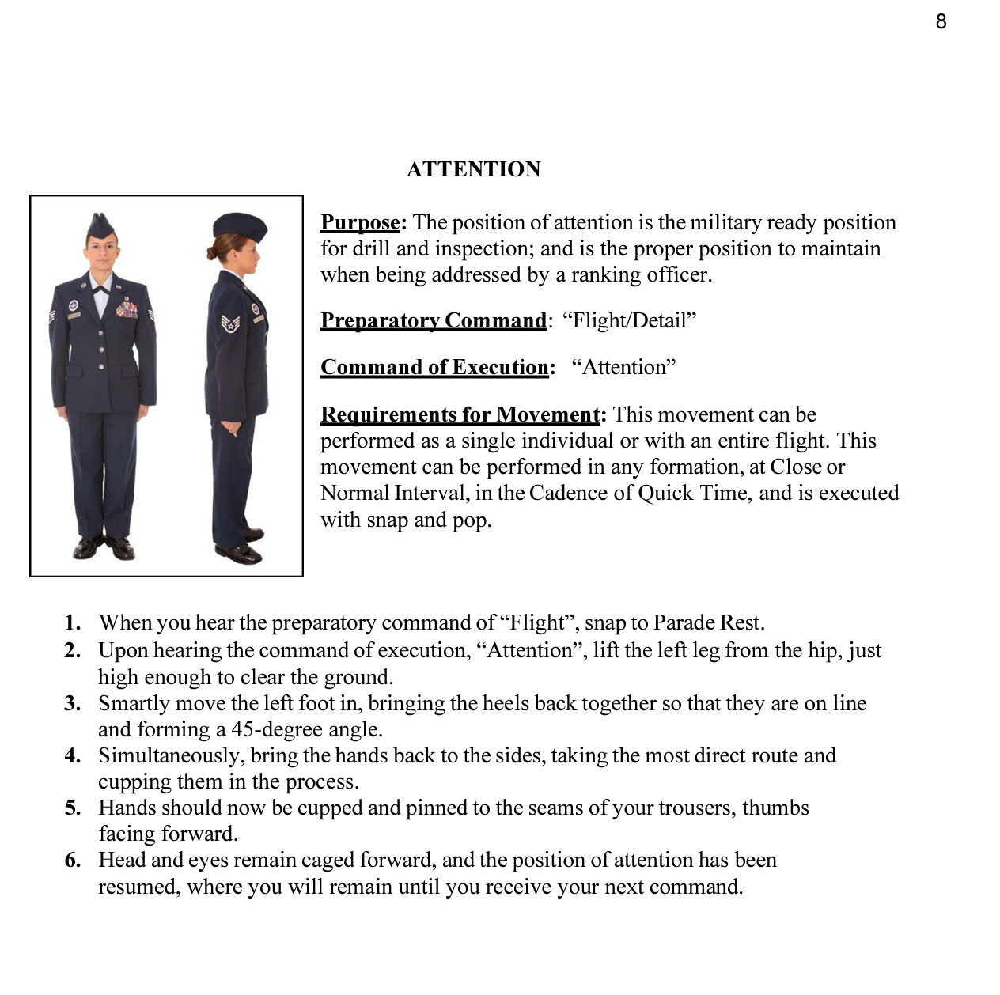 8
ATTENTION
Purpose: The position of attention is the military ready position
for drill and inspection; and is the proper position to maintain
when being addressed by a ranking officer.
Preparatory Command: “Flight/Detail”
Command of Execution: “Attention”
Requirements for Movement: This movement can be
performed as a single individual or with an entire flight. This
movement can be performed in any formation, at Close or
Normal Interval, in the Cadence of Quick Time, and is executed
with snap and pop.
1. When you hear the preparatory command of “Flight”, snap to Parade Rest.
2. Upon hearing the command of execution, “Attention”, lift the left leg from the hip, just
high enough to clear the ground.
3. Smartly move the left foot in, bringing the heels back together so that they are on line
and forming a 45-degree angle.
4. Simultaneously, bring the hands back to the sides, taking the most direct route and
cupping them in the process.
5. Hands should now be cupped and pinned to the seams of your trousers, thumbs
facing forward.
6. Head and eyes remain caged forward, and the position of attention has been
resumed, where you will remain until you receive your next command.